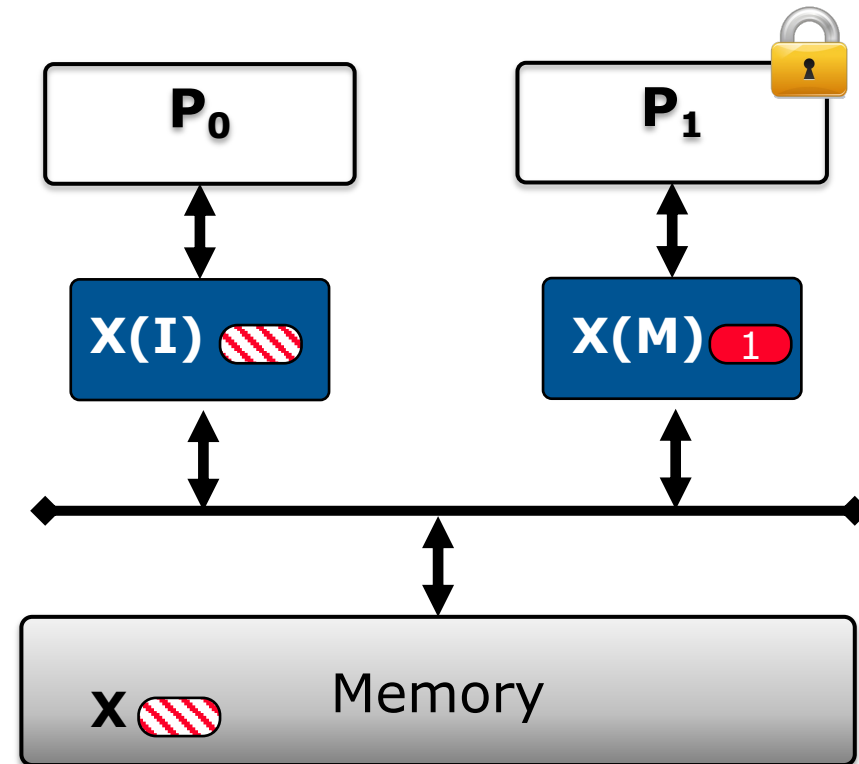 P₀
P₁
X(I)
X(M) 1
X
Memory